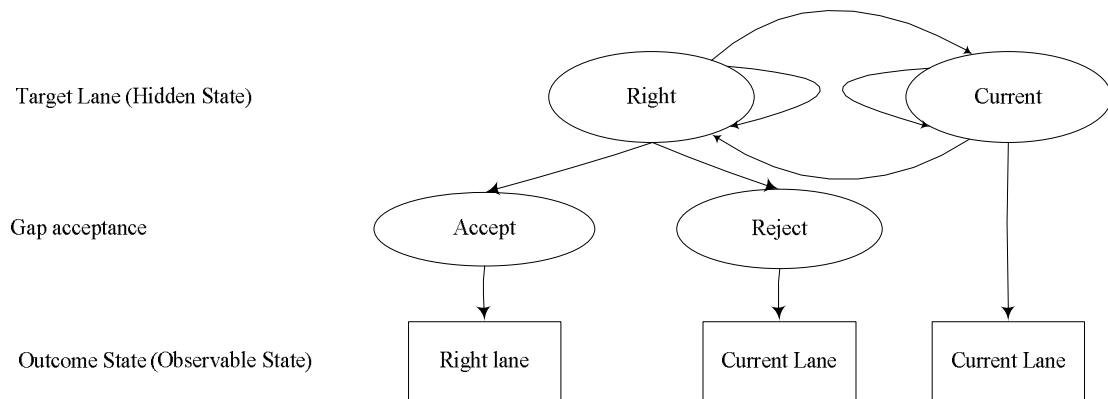 Target Lane (Hidden State)
Right
Current
Gap acceptance
Accept
Reject
Outcome State (Observable State)
Right lane
Current Lane
Current Lane